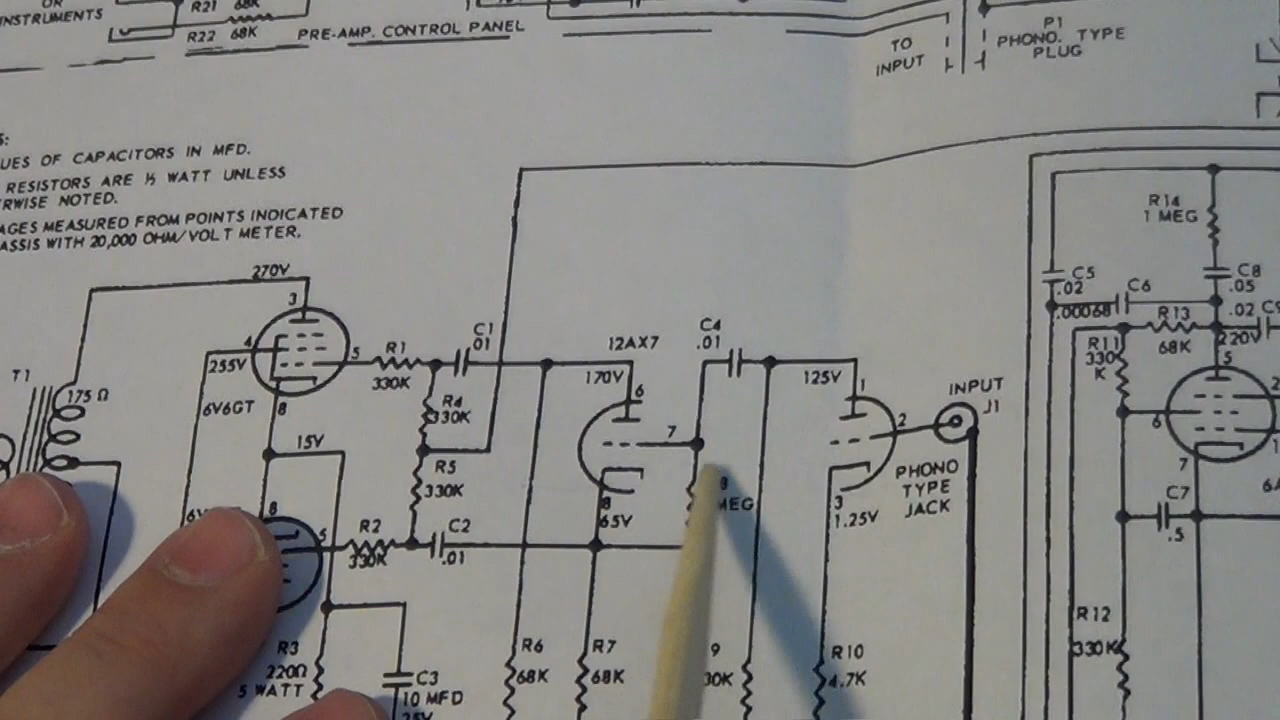 INSTRUMENTS
R21
R22 68K
PRE-AMP. CONTROL PANEL
TO
INPUT
P1
PHONO. TYPE
PLUG
UES OF CAPACITORS IN MFD.
RESISTORS ARE ½ WATT UNLESS
RWISE NOTED.
AGES MEASURED FROM POINTS INDICATED
ASSIS WITH 20,000 OHM/VOLT METER.
270V
3
4
255V
5
6V6GT
8
T1
175 Ω
15V
R1
330K
C1
.01
R4
330K
R5
330K
R2
330K
C2
.01
8
5
6V
R3
220Ω
5 WATT
C3
10 MFD
25V
12AX7
170V
6
7
8
65V
C4
.01
125V
1
2
3
1.25V
INPUT
J1
PHONO
TYPE
JACK
8
MEG
R6
68K
R7
68K
9
30K
R10
4.7K
R14
1 MEG
C5
.02
C6
.00068
C8
.05
R13
68K
.02
C9
220V
R11
330
K
5
6
7
2
1
6A
C7
.5
R12
330K